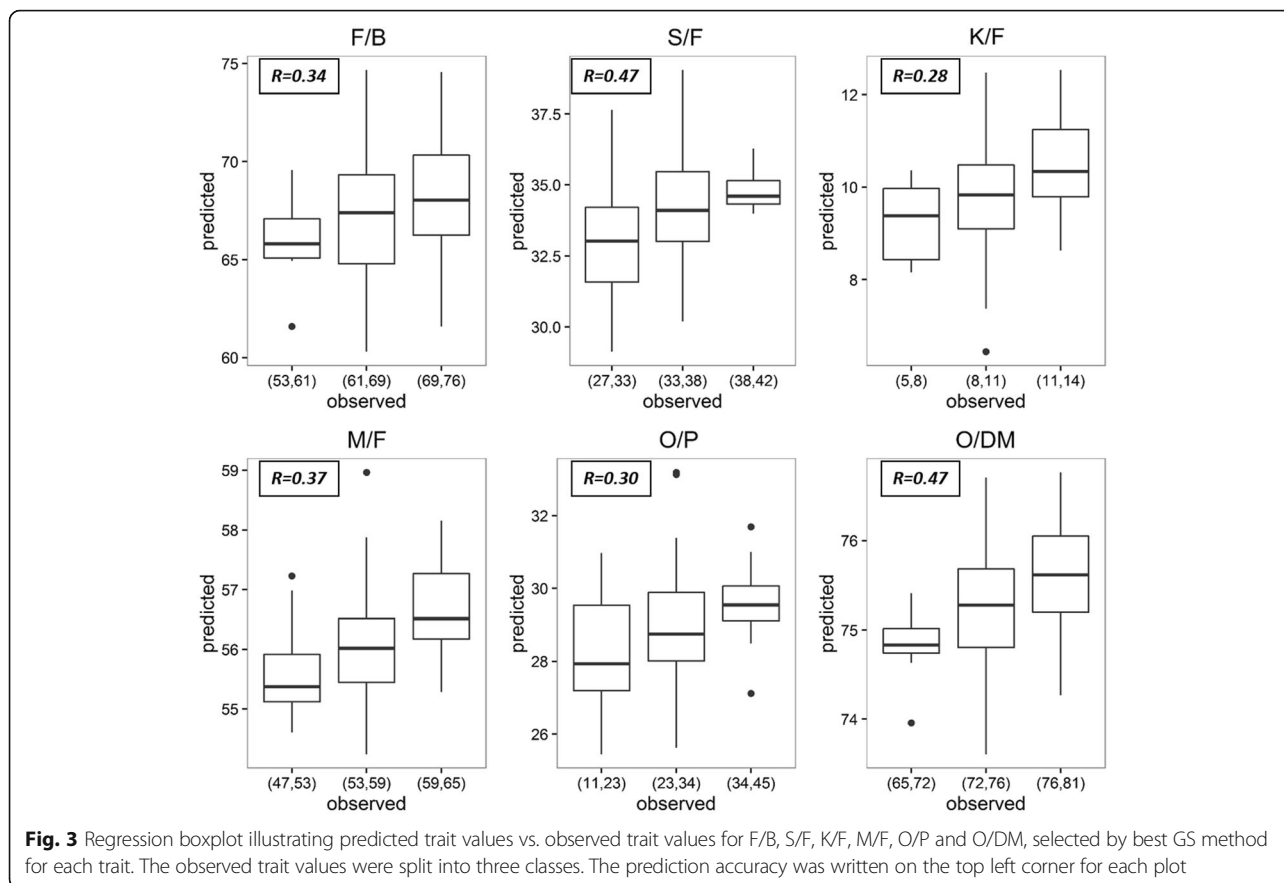 F/B
R=0.34
75
70
65
60
predicted
(53,61) (61,69) (69,76)
observed
S/F
R=0.47
37.5
35.0
32.5
30.0
predicted
(27,33) (33,38) (38,42)
observed
K/F
R=0.28
12
10
8
predicted
(5,8) (8,11) (11,14)
observed
M/F
R=0.37
59
58
57
56
55
predicted
(47,53) (53,59) (59,65)
observed
O/P
R=0.30
32
30
28
26
predicted
(11,23) (23,34) (34,45)
observed
O/DM
R=0.47
76
75
74
predicted
(65,72) (72,76) (76,81)
observed
Fig. 3 Regression boxplot illustrating predicted trait values vs. observed trait values for F/B, S/F, K/F, M/F, O/P and O/DM, selected by best GS method
for each trait. The observed trait values were split into three classes. The prediction accuracy was written on the top left corner for each plot